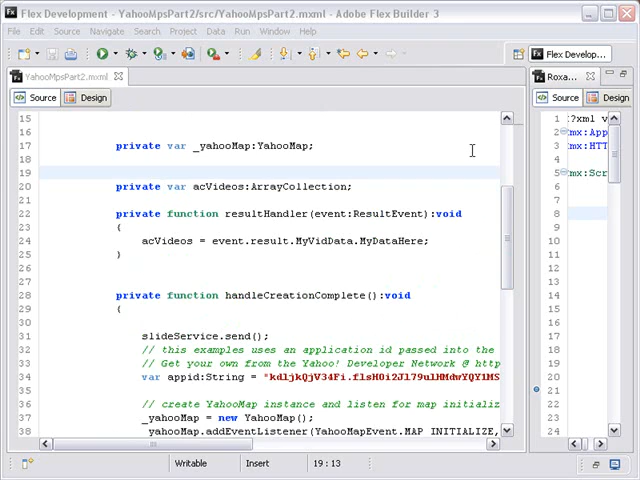 Flex Development - YahooMpsPart2/src/YahooMpsPart2.mxml - Adobe Flex Builder 3
File Edit Source Navigate Search Project Data Run Window Help
Flex Develop...
YahooMpsPart2.mxml
Roxa...
Source Design
Source Design
15
16
17 private var _yahooMap:YahooMap;
18
19
20 private var acVideos:ArrayCollection;
21
22 private function resultHandler(event:ResultEvent):void
23 {
24 acVideos = event.result.MyVidData.MyDataHere;
25 }
26
27
28 private function handleCreationComplete():void
29 {
30
31 slideService.send();
32 // this examples uses an application id passed into the
33 // Get your own from the Yahoo! Developer Network @ http
34 var appid:String =
35
36 // create YahooMap instance and listen for map initializ
37 _yahooMap = new YahooMap();
38 _yahooMap.addEventListener(YahooMapEvent.MAP_INITIALIZE,
1 <?xml v
2 <mx:App
3 <mx:HTT
4
5 <mx:Scr
6
7
8
9
10
11
12
13
14
15
16
17
18
19
20
21
22
23
24
Writable Insert 19 : 13